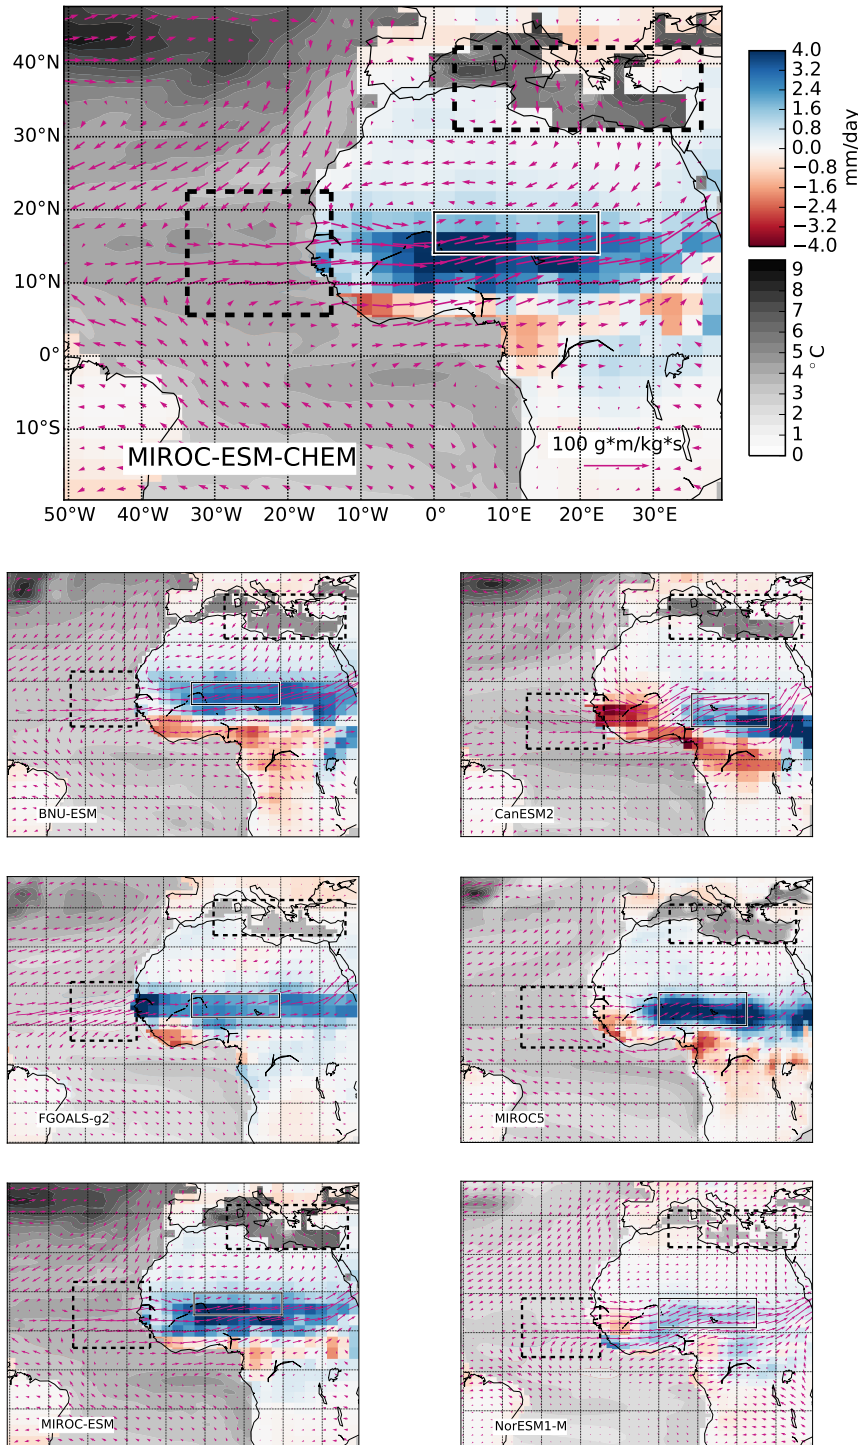 40°N
30°N
20°N
10°N
0°
10°S
50°W 40°W 30°W 20°W 10°W 0° 10°E 20°E 30°E
MIROC-ESM-CHEM
100 g*m/kg*s
4.0
3.2
2.4
1.6
0.8
−0.8
−1.6
−2.4
−3.2
−4.0
mm/day
9
8
7
6
5
4
3
2
1
0
°C
BNU-ESM
CanESM2
FGOALS-g2
MIROC5
MIROC-ESM
NorESM1-M